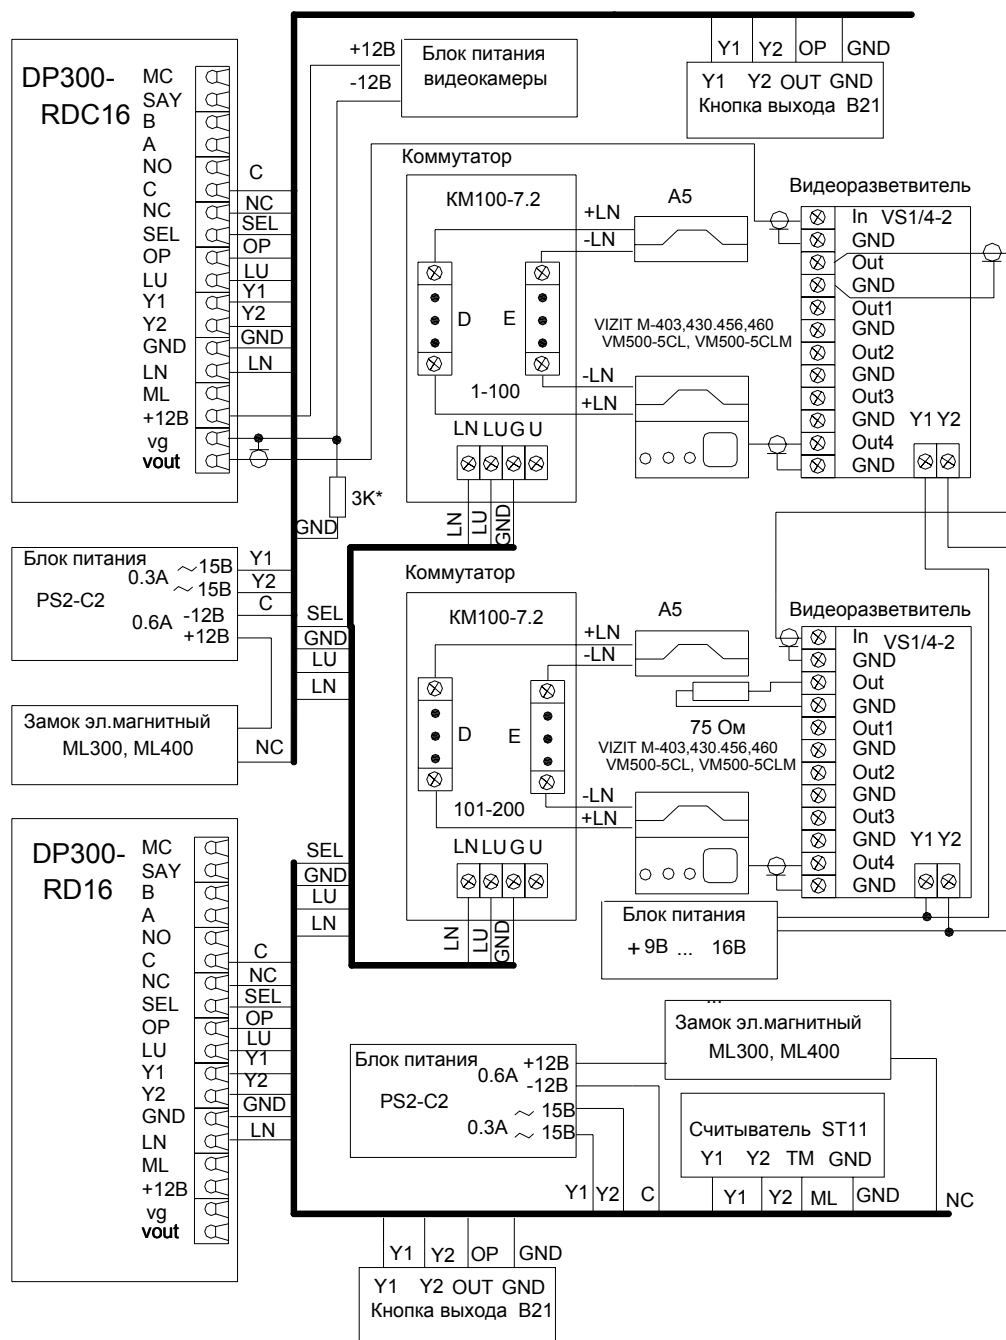 DP300-
RDC16
MC
SAY
B
A
NO
C
NC
SEL
OP
LU
Y1
Y2
GND
LN
ML
+12В
vg
vout
C
NC
SEL
OP
LU
Y1
Y2
GND
LN
+12В
-12В
Блок питания
видеокамеры
Y1 Y2 OP GND
Y1 Y2 OUT GND
Кнопка выхода B21
3K*
GND
Коммутатор
КМ100-7.2
D E
1-100
LN LU G U
LN LU GND
+LN
-LN
A5
VIZIT M-403,430.456,460
VM500-5CL, VM500-5CLM
-LN
+LN
Видеоразветвитель
In VS1/4-2
GND
Out
GND
Out1
GND
Out2
GND
Out3
GND Y1 Y2
Out4
GND
Блок питания
0.3А ~ 15В
~ 15В
PS2-C2
0.6А -12В
+12В
Y1
Y2
C
SEL
GND
LU
LN
Замок эл.магнитный
ML300, ML400
NC
Коммутатор
КМ100-7.2
D E
101-200
LN LU G U
LN LU GND
+LN
-LN
A5
75 Ом
VIZIT M-403,430.456,460
VM500-5CL, VM500-5CLM
-LN
+LN
Видеоразветвитель
In VS1/4-2
GND
Out
GND
Out1
GND
Out2
GND
Out3
GND Y1 Y2
Out4
GND
Блок питания
+ 9В ... 16В
DP300-
RD16
MC
SAY
B
A
NO
C
NC
SEL
OP
LU
Y1
Y2
GND
LN
ML
+12В
vg
vout
C
NC
SEL
OP
LU
Y1
Y2
GND
LN
SEL
GND
LU
LN
Блок питания
PS2-C2
0.6А +12В
-12В
~ 15В
0.3А ~ 15В
Y1 Y2 C
...
Замок эл.магнитный
ML300, ML400
Считыватель ST11
Y1 Y2 TM GND
Y1 Y2 ML GND
NC
Y1 Y2 OP GND
Y1 Y2 OUT GND
Кнопка выхода B21